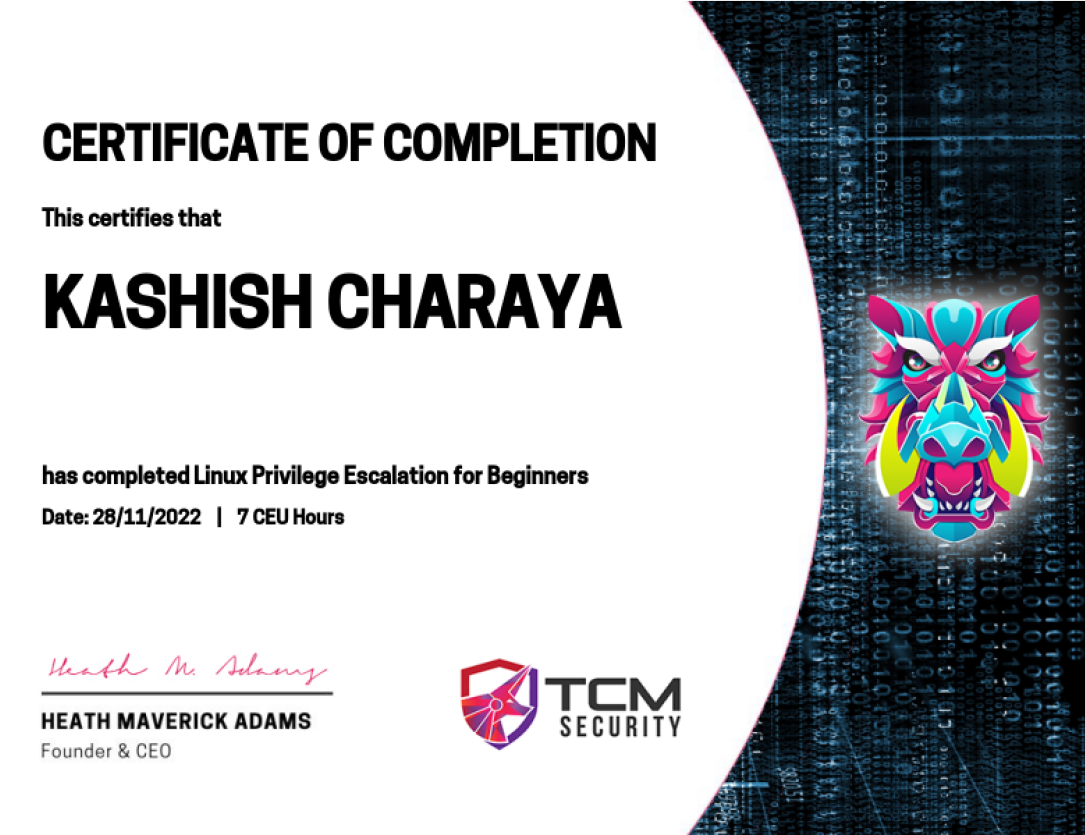 CERTIFICATE OF COMPLETION
This certifies that
KASHISH CHARAYA
has completed Linux Privilege Escalation for Beginners
Date: 28/11/2022 | 7 CEU Hours
Heath M. Adams
HEATH MAVERICK ADAMS
Founder & CEO
TCM
SECURITY